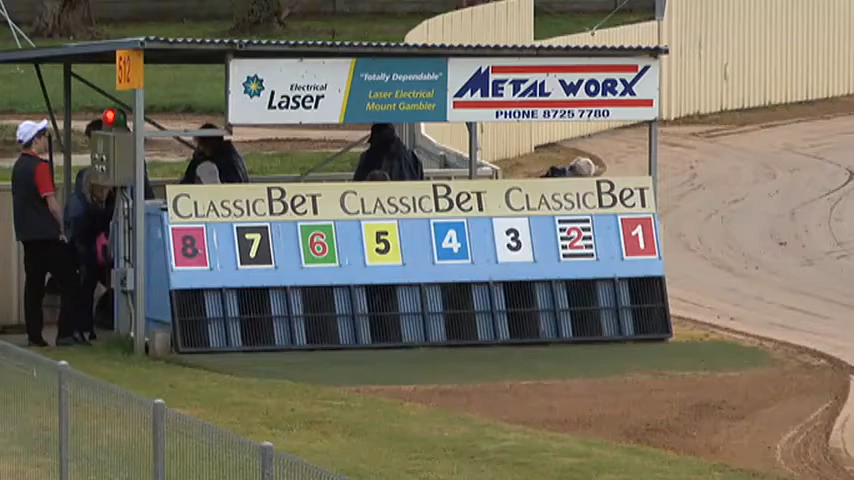 512
Electrical
Laser
"Totally Dependable"
Laser Electrical
Mount Gambier
METAL WORX
PHONE 8725 7780
CLASSICBET CLASSICBET CLASSICBET
8 7 6 5 4 3 2 1